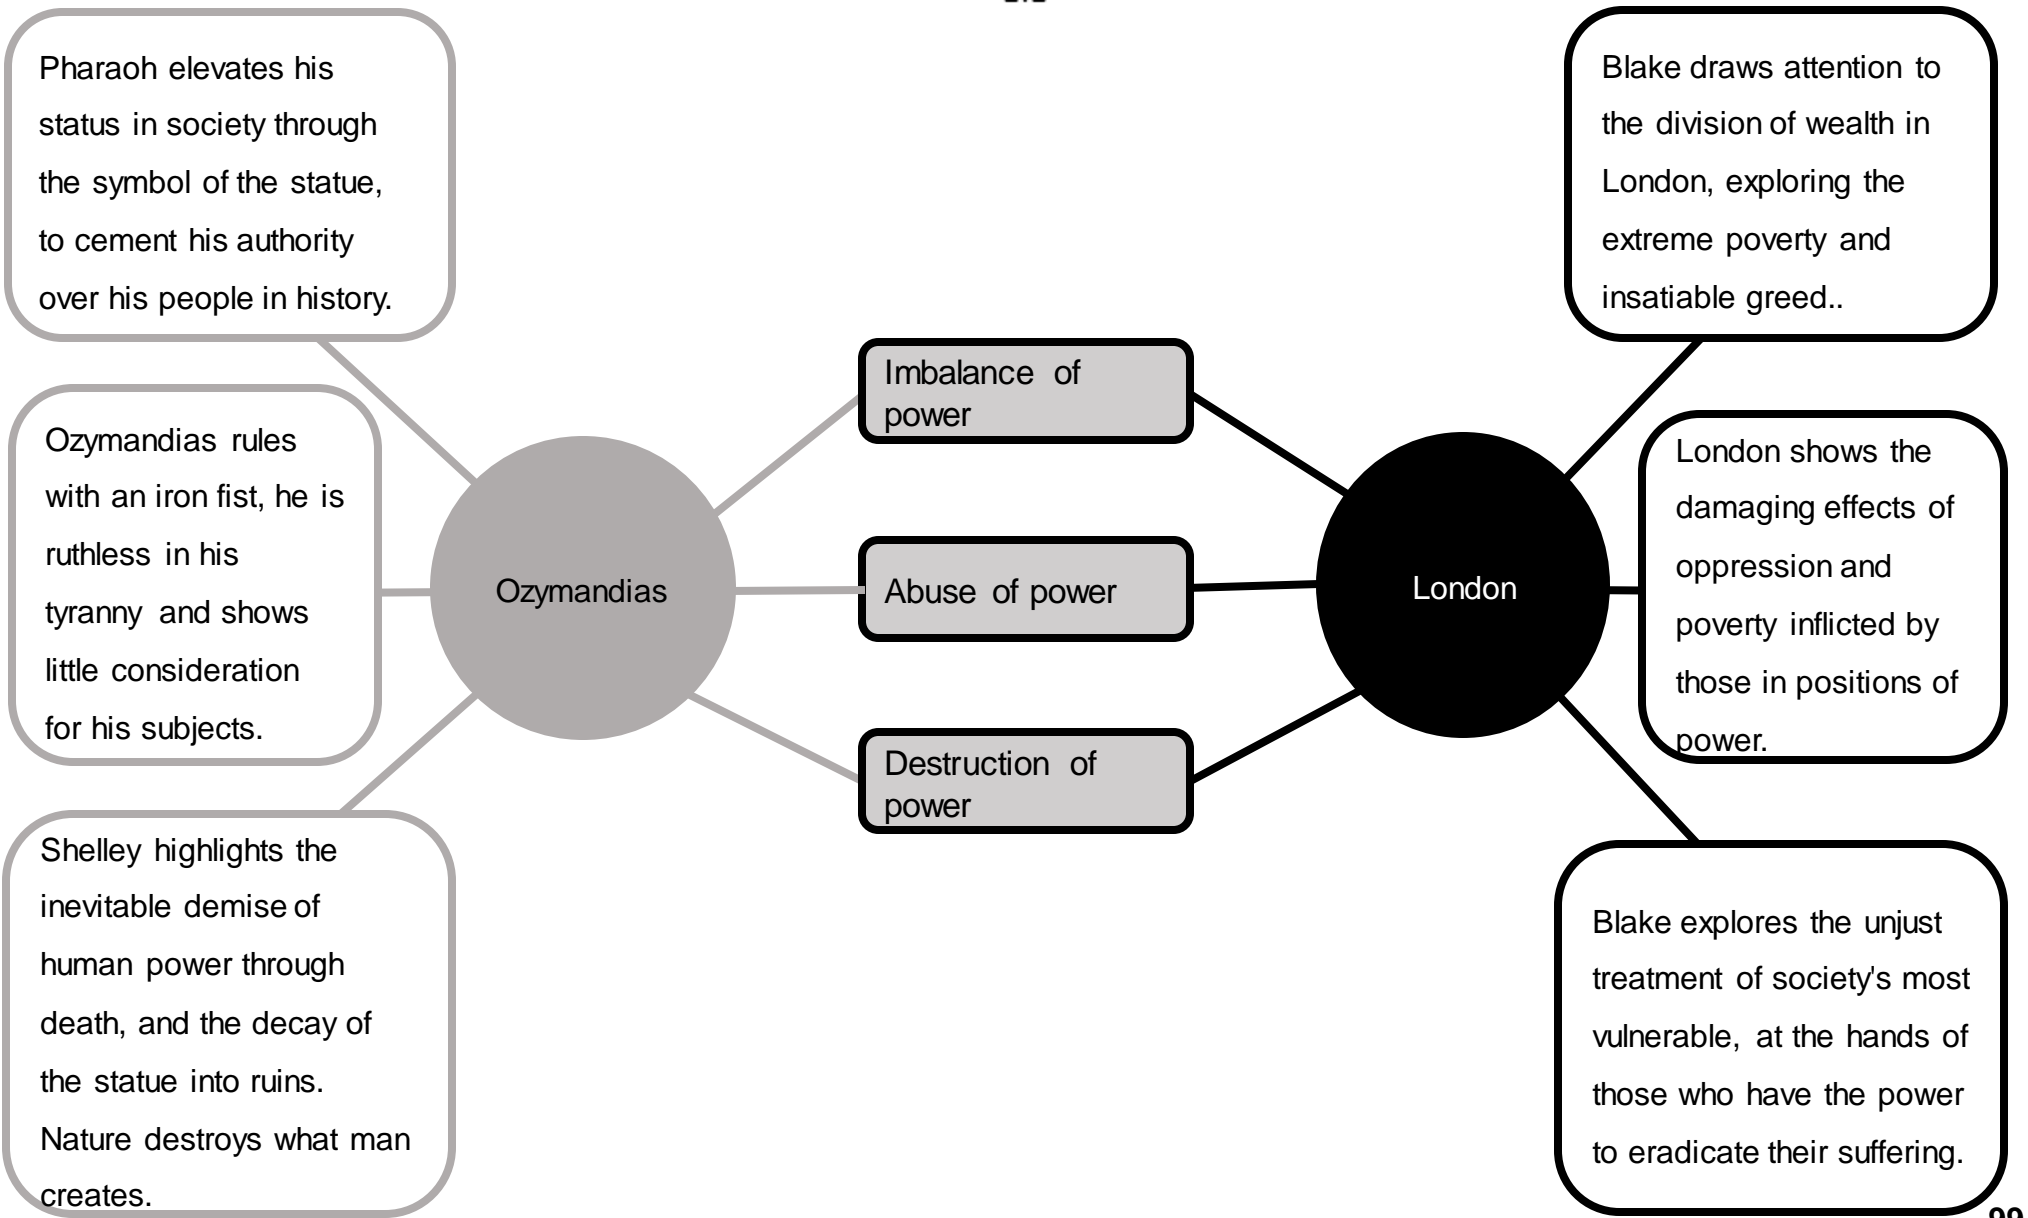 Pharaoh elevates his
status in society through
the symbol of the statue,
to cement his authority
over his people in history.
Ozymandias rules
with an iron fist, he is
ruthless in his
tyranny and shows
little consideration
for his subjects.
Shelley highlights the
inevitable demise of
human power through
death, and the decay of
the statue into ruins.
Nature destroys what man
creates.
Ozymandias
Imbalance of
power
Abuse of power
Destruction of
power
London
Blake draws attention to
the division of wealth in
London, exploring the
extreme poverty and
insatiable greed..
London shows the
damaging effects of
oppression and
poverty inflicted by
those in positions of
power.
Blake explores the unjust
treatment of society's most
vulnerable, at the hands of
those who have the power
to eradicate their suffering.